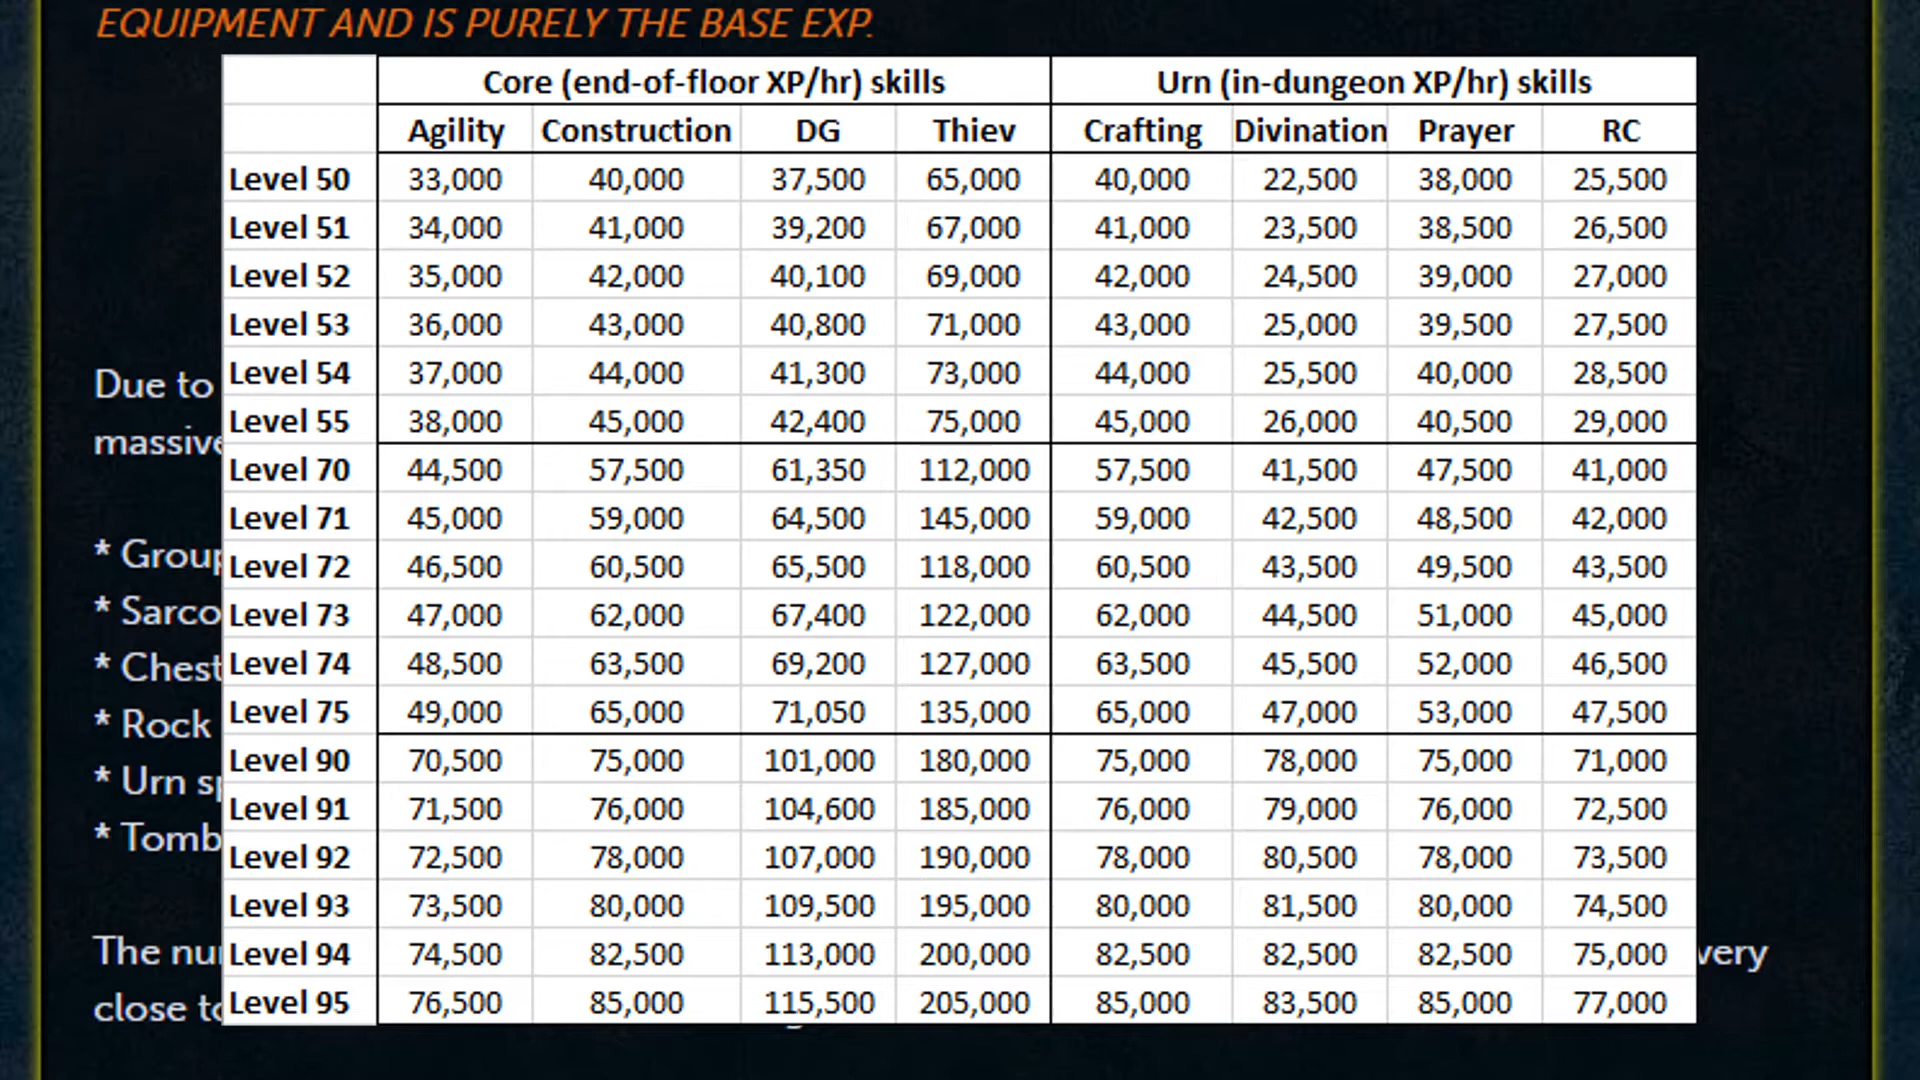 EQUIPMENT AND IS PURELY THE BASE EXP.
Core (end-of-floor XP/hr) skills Urn (in-dungeon XP/hr) skills
Agility Construction DG Thiev Crafting Divination Prayer RC
Level 50 33,000 40,000 37,500 65,000 40,000 22,500 38,000 25,500
Level 51 34,000 41,000 39,200 67,000 41,000 23,500 38,500 26,500
Level 52 35,000 42,000 40,100 69,000 42,000 24,500 39,000 27,000
Level 53 36,000 43,000 40,800 71,000 43,000 25,000 39,500 27,500
Level 54 37,000 44,000 41,300 73,000 44,000 25,500 40,000 28,500
Level 55 38,000 45,000 42,400 75,000 45,000 26,000 40,500 29,000
Level 70 44,500 57,500 61,350 112,000 57,500 41,500 47,500 41,000
Level 71 45,000 59,000 64,500 145,000 59,000 42,500 48,500 42,000
Level 72 46,500 60,500 65,500 118,000 60,500 43,500 49,500 43,500
Level 73 47,000 62,000 67,400 122,000 62,000 44,500 51,000 45,000
Level 74 48,500 63,500 69,200 127,000 63,500 45,500 52,000 46,500
Level 75 49,000 65,000 71,050 135,000 65,000 47,000 53,000 47,500
Level 90 70,500 75,000 101,000 180,000 75,000 78,000 75,000 71,000
Level 91 71,500 76,000 104,600 185,000 76,000 79,000 76,000 72,500
Level 92 72,500 78,000 107,000 190,000 78,000 80,500 78,000 73,500
Level 93 73,500 80,000 109,500 195,000 80,000 81,500 80,000 74,500
Level 94 74,500 82,500 113,000 200,000 82,500 82,500 82,500 75,000
Level 95 76,500 85,000 115,500 205,000 85,000 83,500 85,000 77,000
Due to
massive
* Group
* Sarco
* Chest
* Rock
* Urn
* Tomb
The very
close